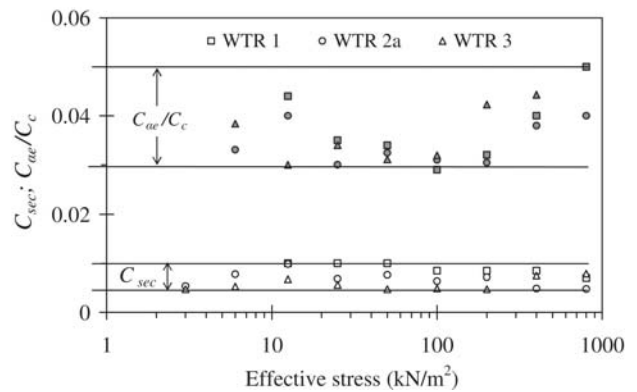 0.06
□ WTR 1 ○ WTR 2a △ WTR 3
0.04
C_ae/C_c
C_sec; C_ae/C_c
0.02
C_sec
0
1 10 100 1000
Effective stress (kN/m²)